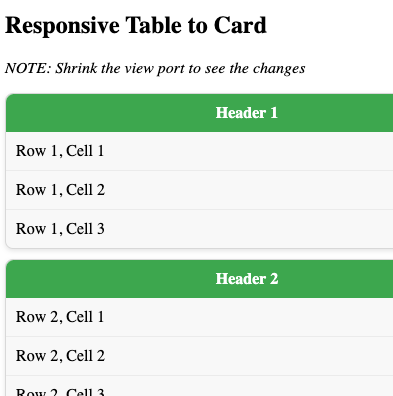 Responsive Table to Card
NOTE: Shrink the view port to see the changes
Header 1
Row 1, Cell 1
Row 1, Cell 2
Row 1, Cell 3
Header 2
Row 2, Cell 1
Row 2, Cell 2
Row 2, Cell 3